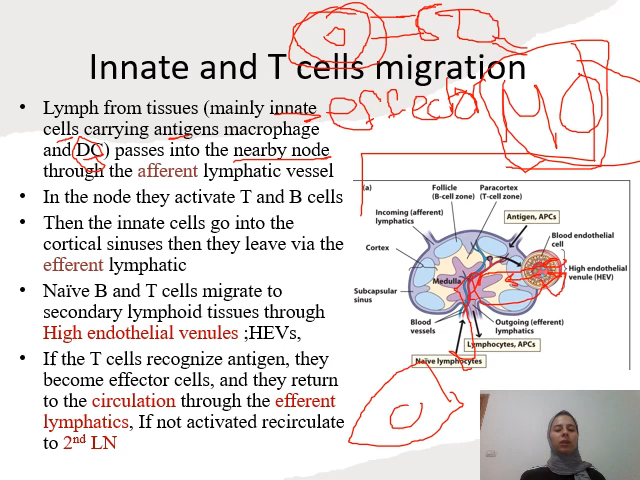 Innate and T cells migration
• Lymph from tissues (mainly innate
cells carrying antigens macrophage
and DC) passes into the nearby node
through the afferent lymphatic vessel
• In the node they activate T and B cells
• Then the innate cells go into the
cortical sinuses then they leave via the
efferent lymphatic
• Naïve B and T cells migrate to
secondary lymphoid tissues through
High endothelial venules ;HEVs,
• If the T cells recognize antigen, they
become effector cells, and they return
to the circulation through the efferent
lymphatics, If not activated recirculate
to 2nd LN
(a)
Follicle
(B-cell zone)
Paracortex
(T-cell zone)
Incoming (afferent)
lymphatics
Antigen, APCs
Blood endothelial
cell
Cortex
High endothelial
venule (HEV)
Medulla
Subcapsular
sinus
Blood
vessels
Outgoing (efferent)
lymphatics
Lymphocytes, APCs
Naïve lymphocytes